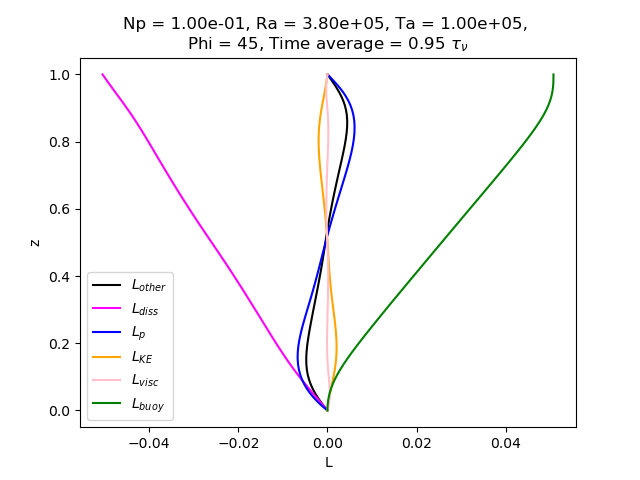 Np = 1.00e-01, Ra = 3.80e+05, Ta = 1.00e+05,
Phi = 45, Time average = 0.95 τ_ν
1.0
0.8
0.6
0.4
0.2
0.0
z
L_other
L_diss
L_p
L_KE
L_visc
L_buoy
−0.04
−0.02
0.00
0.02
0.04
L